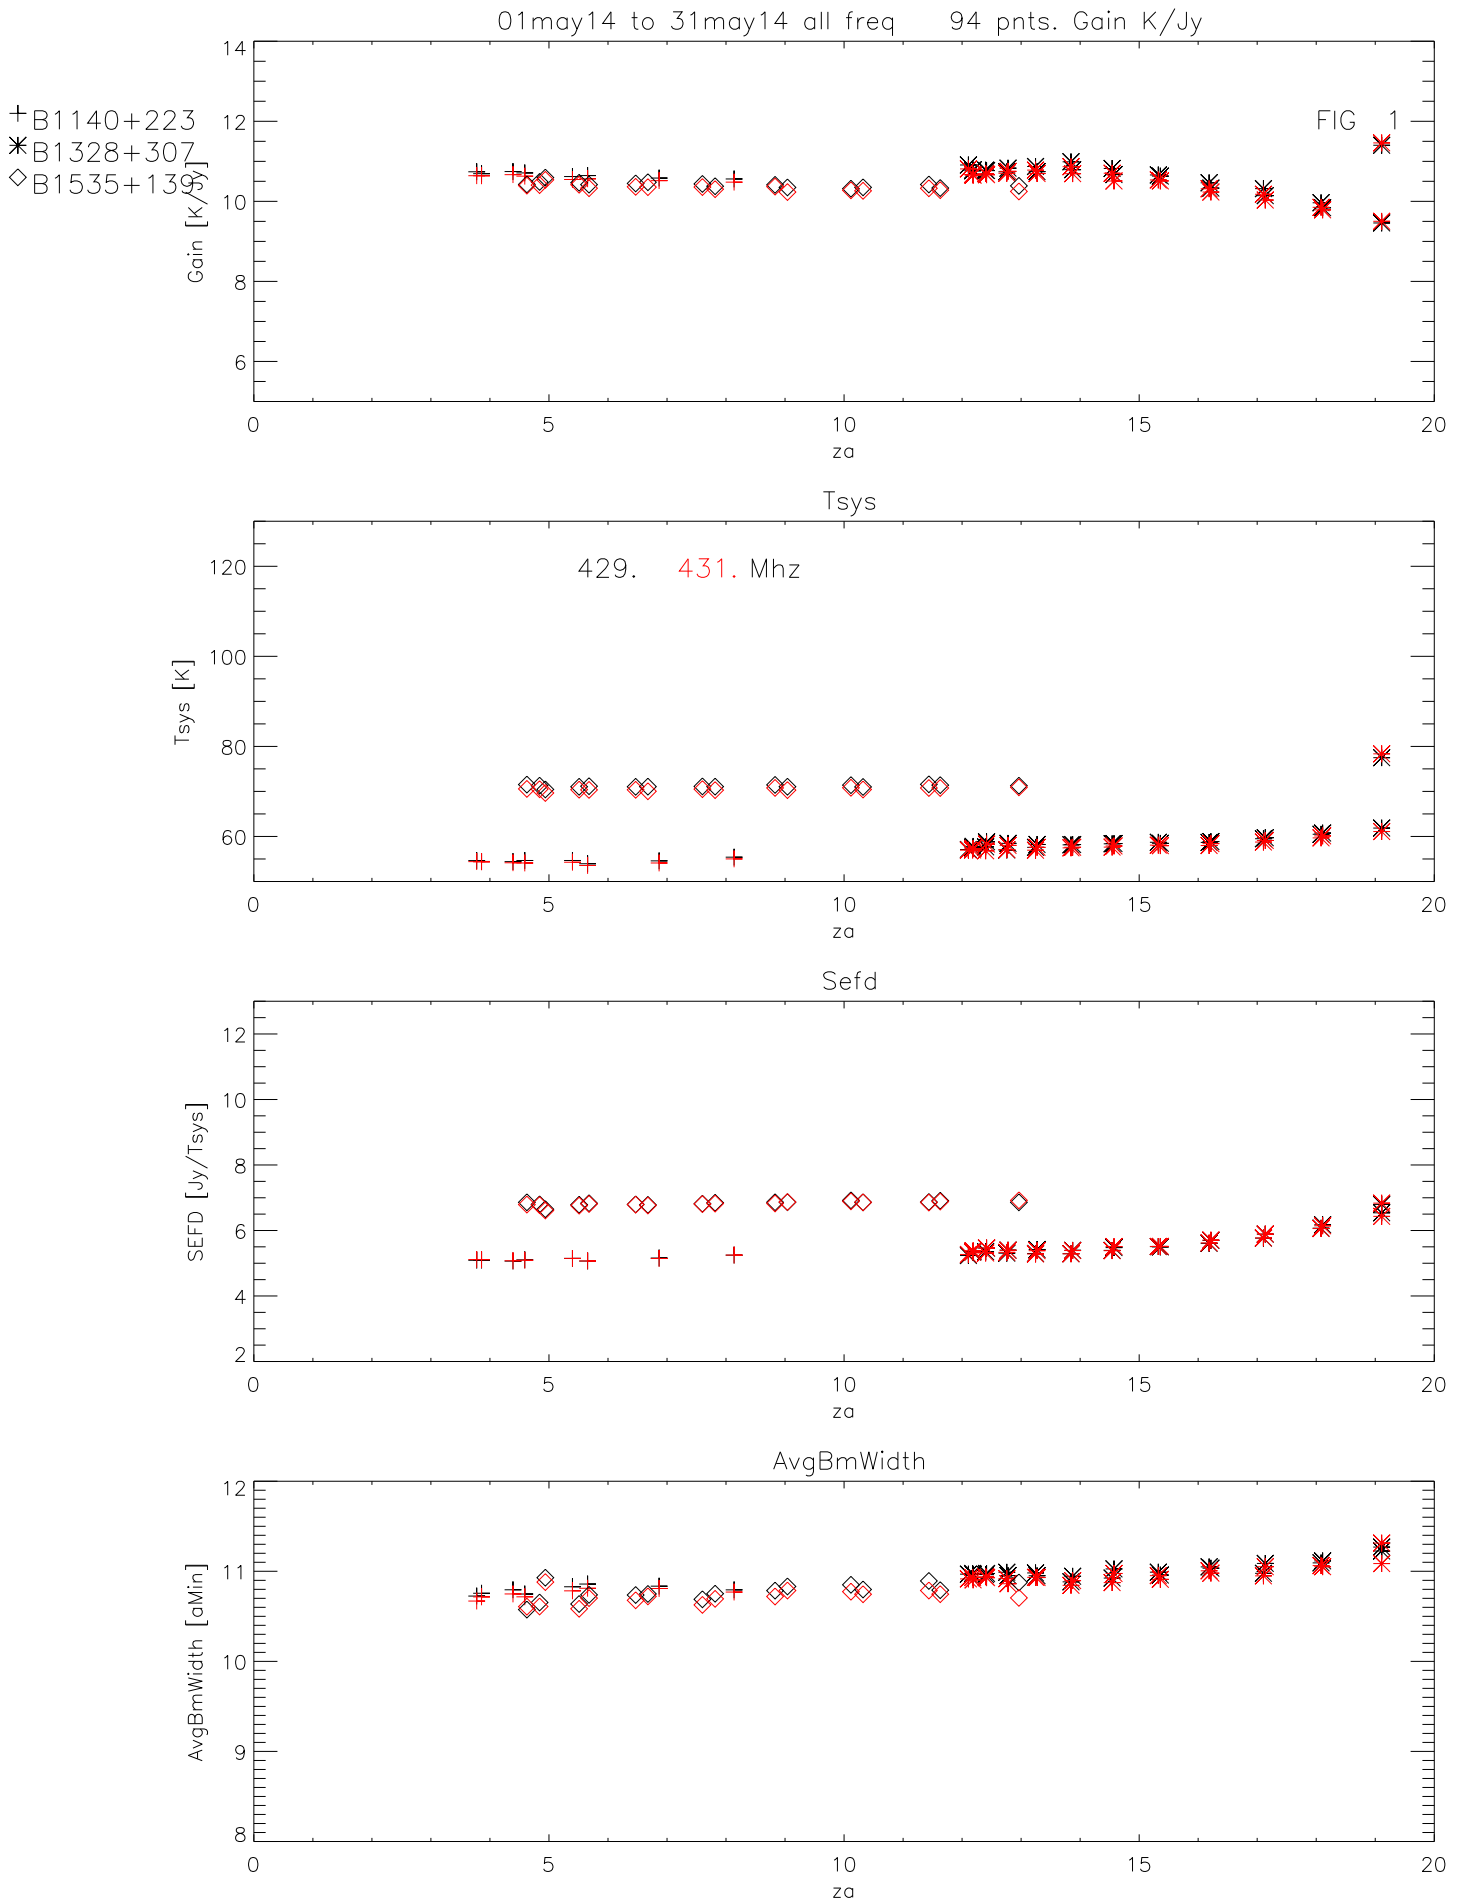 01may14 to 31may14 all freq 94 pnts. Gain K/Jy
14
12
10
8
6
Gain [K/Jy]
+ B1140+223
* B1328+307
◇ B1535+139
FIG 1
0 5 10 15 20
za
Tsys
429. 431. Mhz
120
100
80
60
Tsys [K]
0 5 10 15 20
za
Sefd
12
10
8
6
4
2
SEFD [Jy/Tsys]
0 5 10 15 20
za
AvgBmWidth
12
11
10
9
8
AvgBmWidth [aMin]
0 5 10 15 20
za